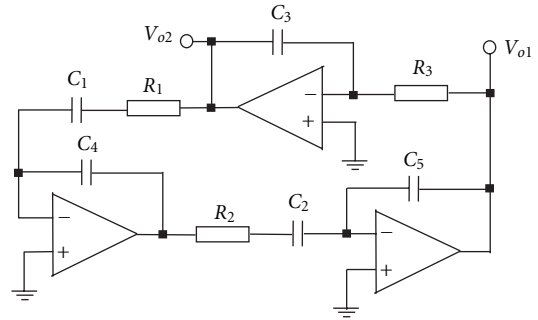 C3
Vo2
Vo1
C1
R1
R3
−
+
C4
C5
−
+
R2
C2
−
+